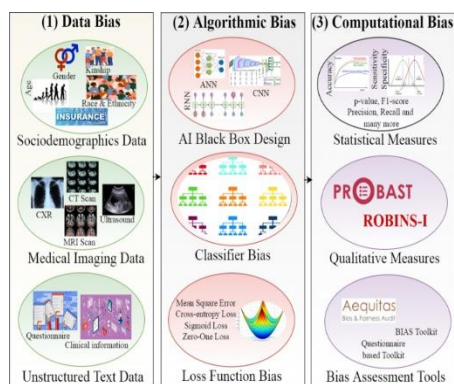 (1) Data Bias
Gender
Kinship
Age
Race & Ethnicity
INSURANCE
Sociodemographics Data
CT Scan
CXR
Ultrasound
MRI Scan
Medical Imaging Data
Questionnaire
Clinical information
Unstructured Text Data
(2) Algorithmic Bias
ANN
CNN
RNN
AI Black Box Design
Classifier Bias
Mean Square Error
Cross-entropy Loss
Sigmoid Loss
Zero-One Loss
Loss Function Bias
(3) Computational Bias
Accuracy
Sensitivity
Specificity
p-value, F1-score
Precision, Recall and
many more
Statistical Measures
PROBAST
ROBINS-I
Qualitative Measures
Aequitas
Bias & Fairness Audit
BIAS Toolkit
Questionnaire
based Toolkit
Bias Assessment Tools